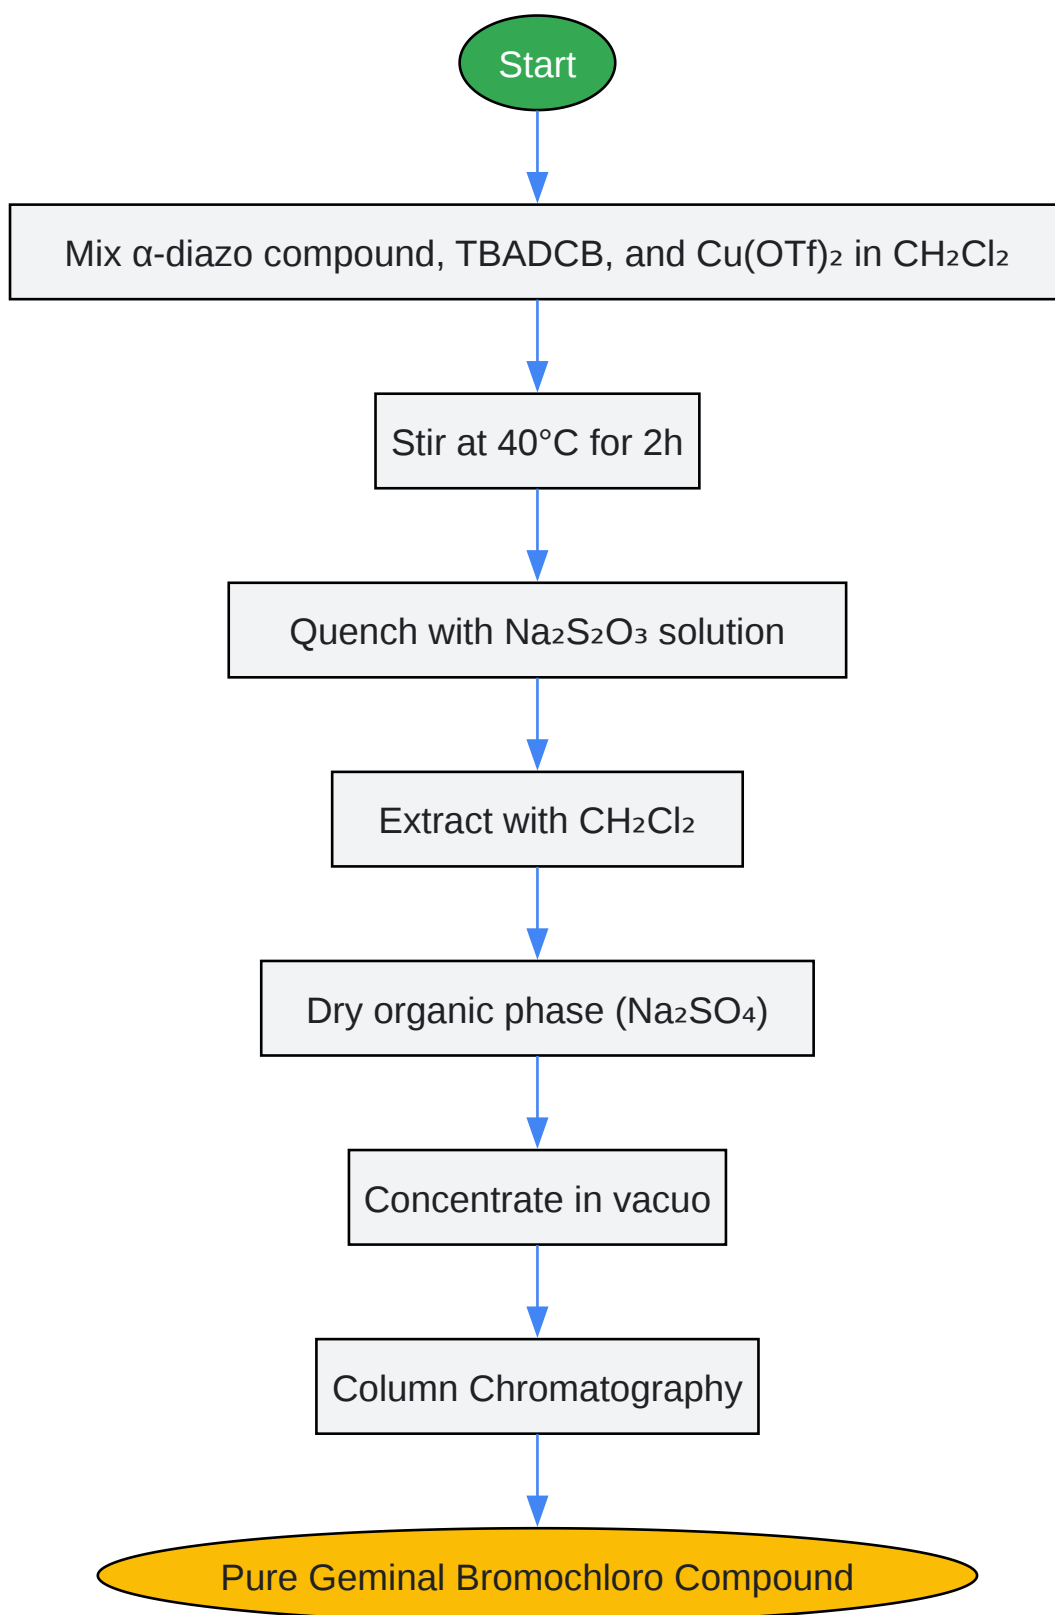 Start
Mix α-diazo compound, TBADCB, and Cu(OTf)₂ in CH₂Cl₂
Stir at 40°C for 2h
Quench with Na₂S₂O₃ solution
Extract with CH₂Cl₂
Dry organic phase (Na₂SO₄)
Concentrate in vacuo
Column Chromatography
Pure Geminal Bromochloro Compound